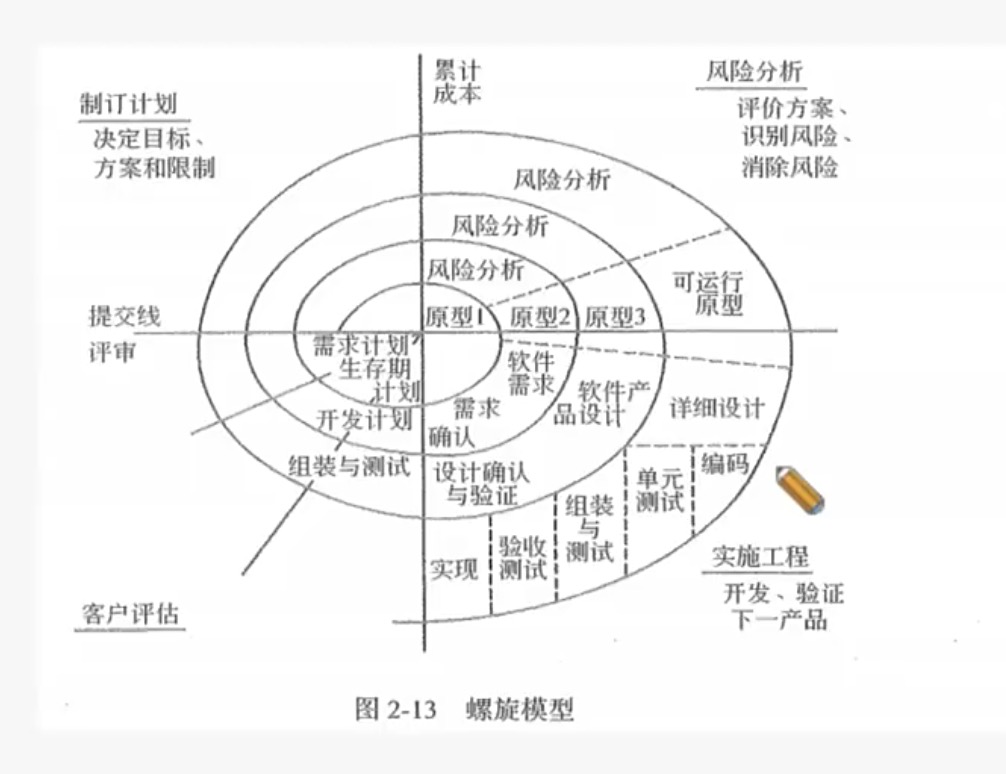 累计
成本
风险分析
制订计划
评价方案、
决定目标、
识别风险、
方案和限制
消除风险
风险分析
风险分析
风险分析
可运行
原型
提交线
原型1
原型2
原型3
评审
需求计划，
生存期
计划
软件
需求
软件产
品设计
详细设计
开发计划
需求
确认
组装与测试
设计确认
与验证
单元
测试
编码
组装
与
测试
验收
测试
实现
实施工程
开发、验证
下一产品
客户评估
图 2-13 螺旋模型